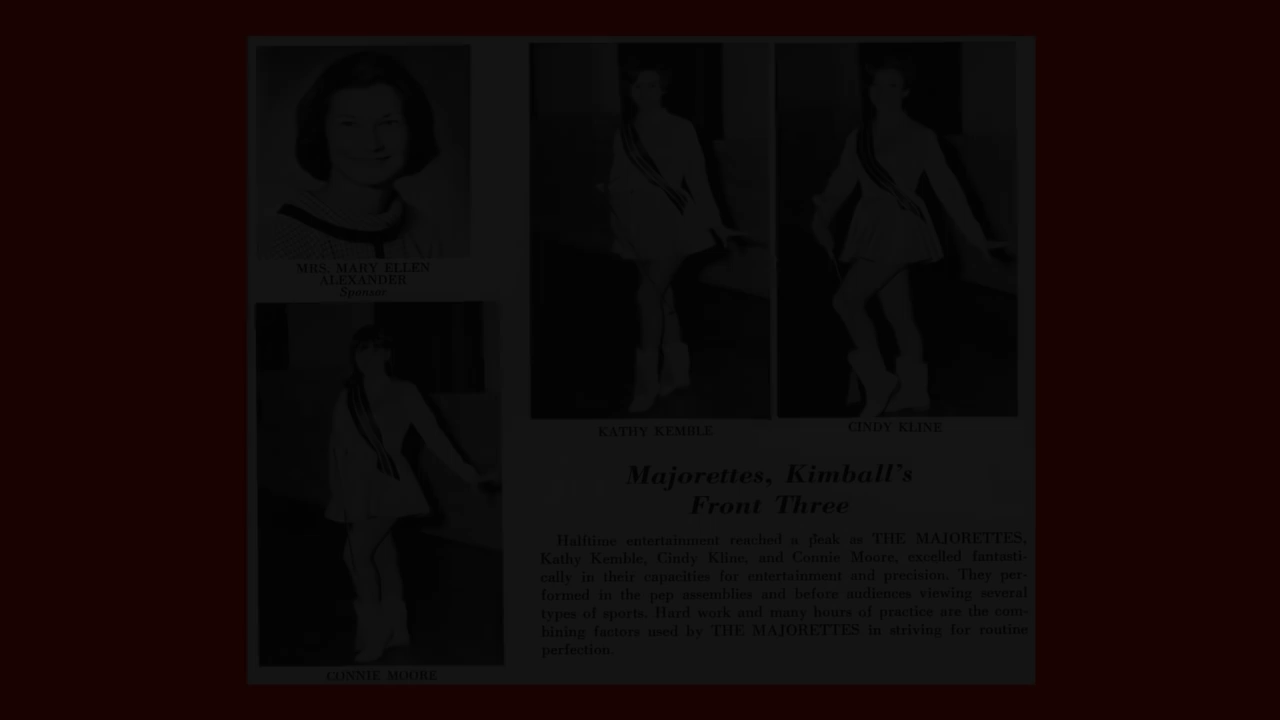 MRS. MARY ELLEN
ALEXANDER
Sponsor
KATHY KEMBLE
CINDY KLINE
CONNIE MOORE
Majorettes, Kimball's
Front Three
Halftime entertainment reached a peak as THE MAJORETTES,
Kathy Kemble, Cindy Kline, and Connie Moore, excelled fantasti-
cally in their capacities for entertainment and precision. They per-
formed in the pep assemblies and before audiences viewing several
types of sports. Hard work and many hours of practice are the com-
bining factors used by THE MAJORETTES in striving for routine
perfection.